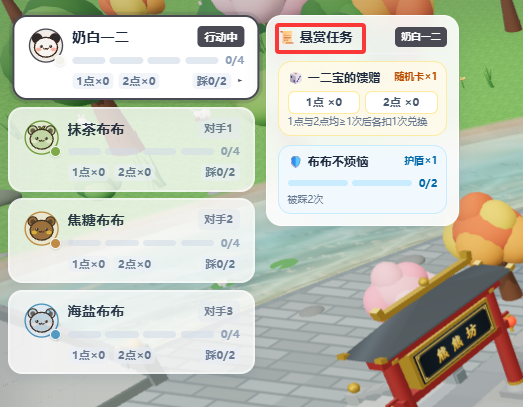 奶白一二 行动中
0/4
1点×0 2点×0 踩0/2
抹茶布布 对手1
0/4
1点×0 2点×0 踩0/2
焦糖布布 对手2
0/4
1点×0 2点×0 踩0/2
海盐布布 对手3
0/4
1点×0 2点×0 踩0/2
悬赏任务 奶白一二
一二宝的馈赠 随机卡×1
1点 ×0 2点 ×0
1点与2点均≥1次后各扣1次兑换
布布不烦恼 护盾×1
0/2
被踩2次
熊熊坊